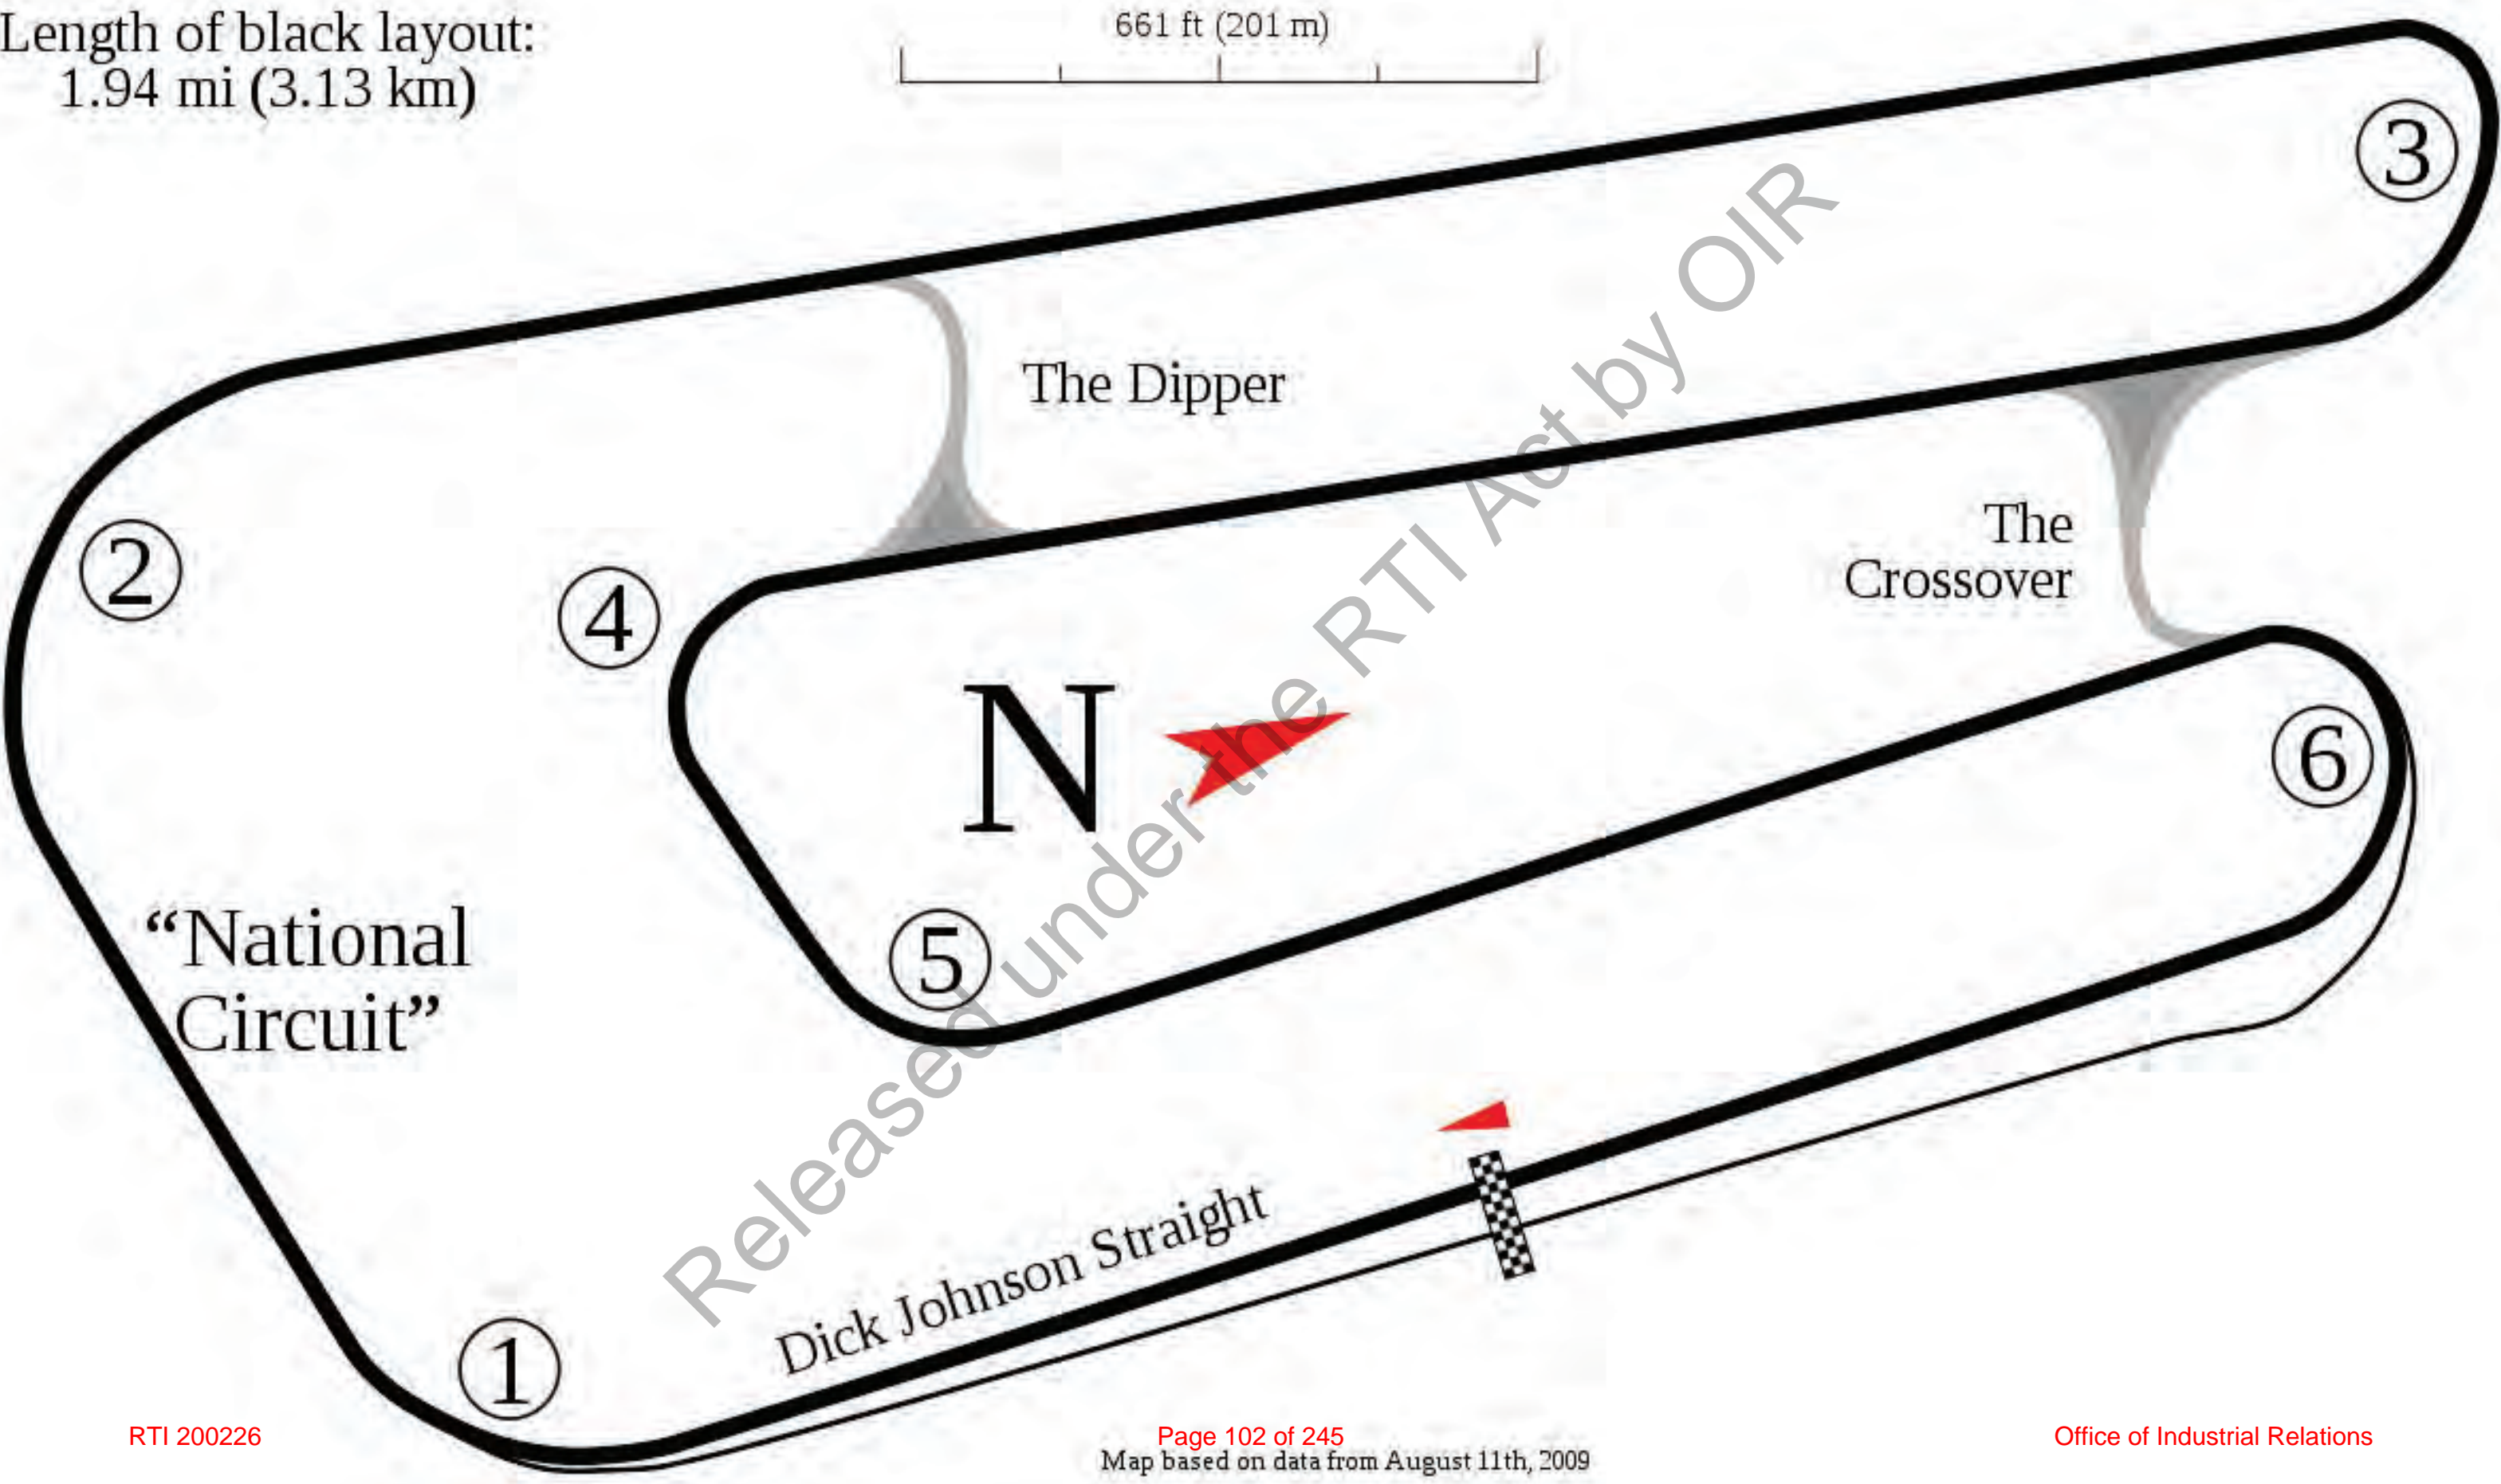 Length of black layout:
1.94 mi (3.13 km)
661 ft (201 m)
3
The Dipper
The
Crossover
2
4
N
6
“National
Circuit”
5
Dick Johnson Straight
1
Released under the RTI Act by OIR
RTI 200226
Page 102 of 245
Office of Industrial Relations
Map based on data from August 11th, 2009